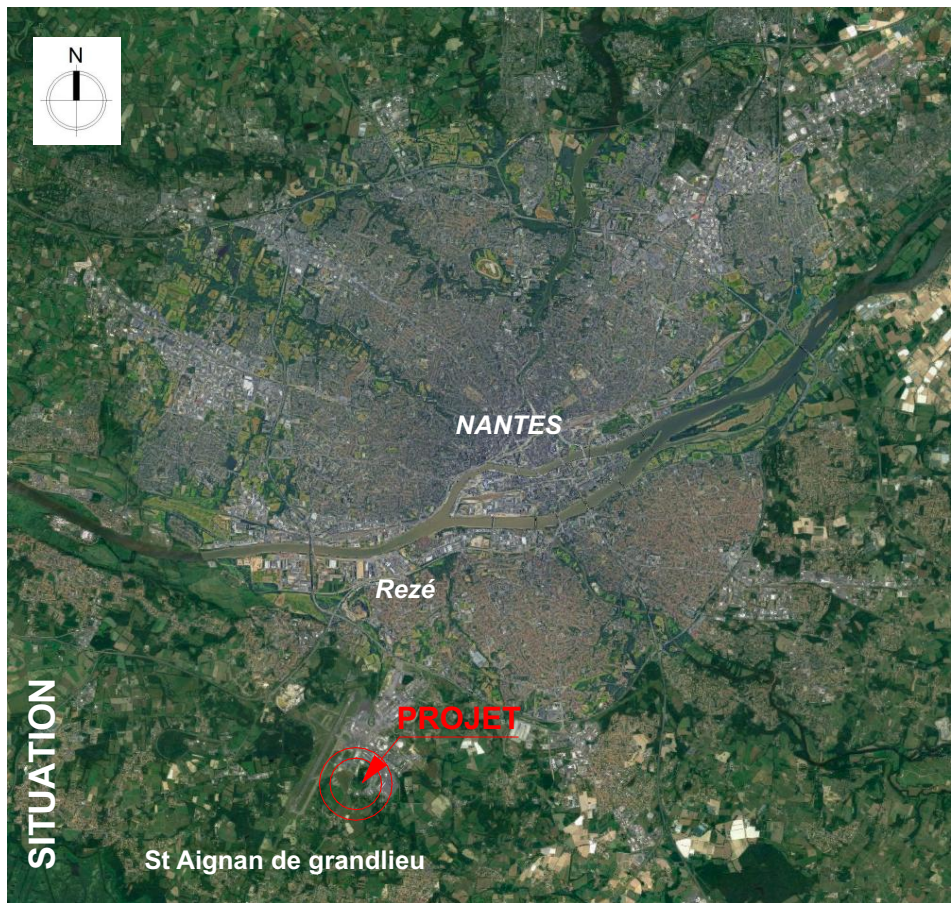 N
NANTES
Rezé
PROJET
SITUATION
St Aignan de grandlieu